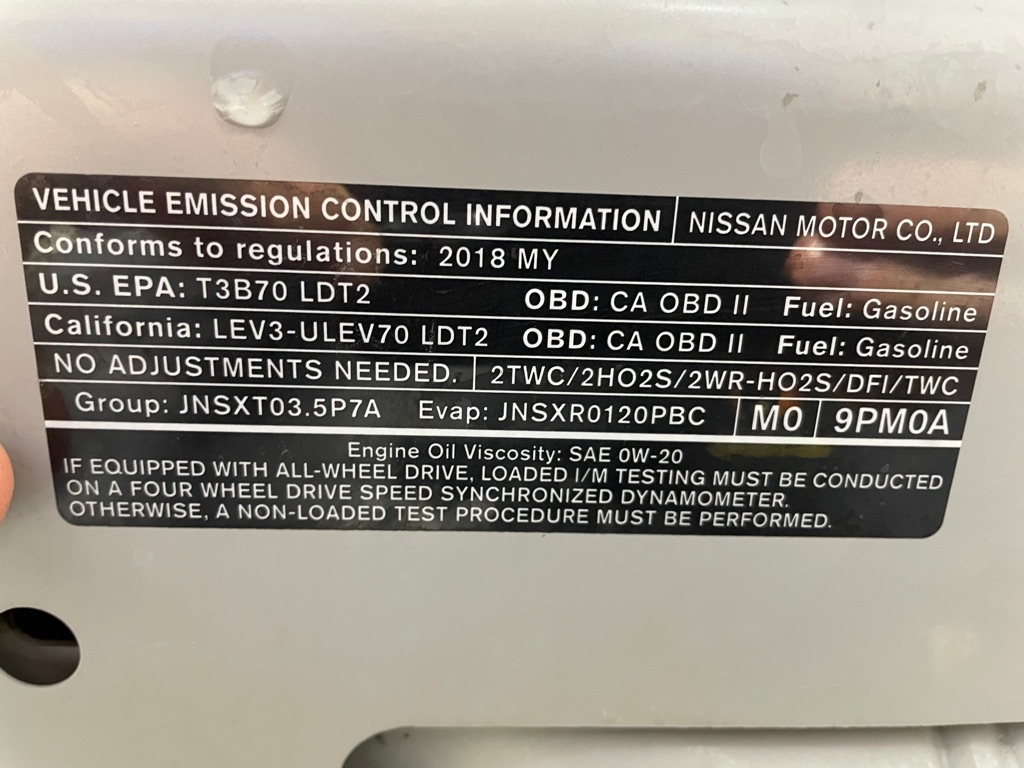 VEHICLE EMISSION CONTROL INFORMATION NISSAN MOTOR CO., LTD
Conforms to regulations: 2018 MY
U.S. EPA: T3B70 LDT2 OBD: CA OBD II Fuel: Gasoline
California: LEV3-ULEV70 LDT2 OBD: CA OBD II Fuel: Gasoline
NO ADJUSTMENTS NEEDED. 2TWC/2HO2S/2WR-HO2S/DFI/TWC
Group: JNSXT03.5P7A Evap: JNSXR0120PBC M0 9PM0A
Engine Oil Viscosity: SAE 0W-20
IF EQUIPPED WITH ALL-WHEEL DRIVE, LOADED I/M TESTING MUST BE CONDUCTED
ON A FOUR WHEEL DRIVE SPEED SYNCHRONIZED DYNAMOMETER.
OTHERWISE, A NON-LOADED TEST PROCEDURE MUST BE PERFORMED.